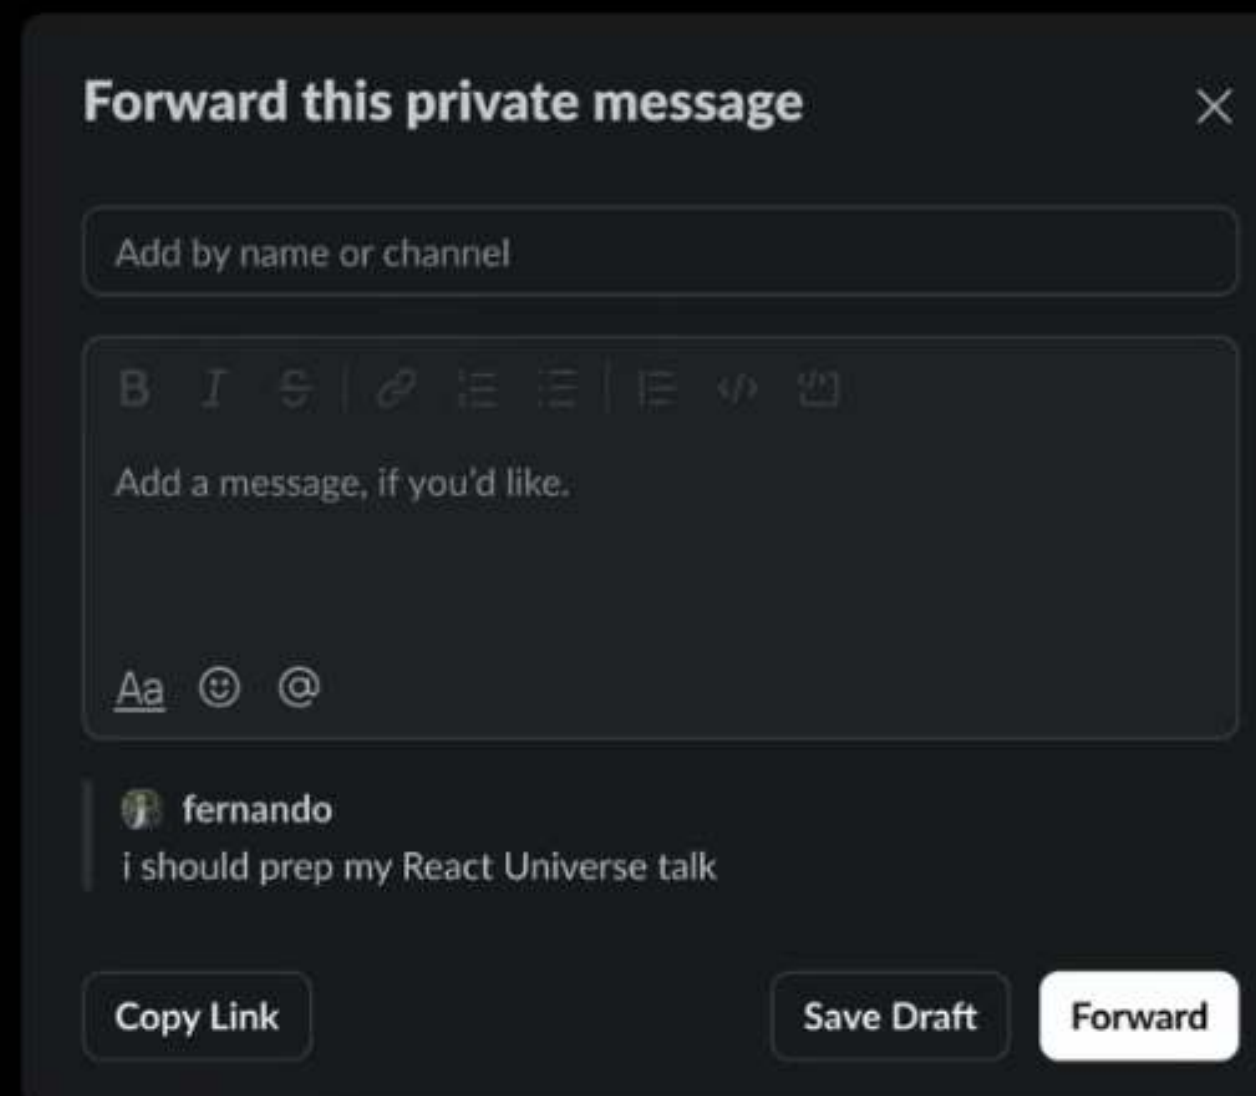 Forward this private message
Add by name or channel
B I S
Add a message, if you'd like.
Aa @
fernando
i should prep my React Universe talk
Copy Link
Save Draft
Forward